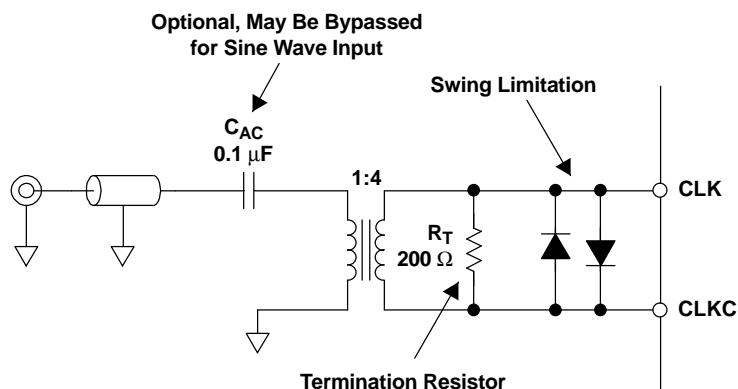 Optional, May Be Bypassed
for Sine Wave Input
Swing Limitation
CAC
0.1 μF
1:4
CLK
RT
200 Ω
CLKC
Termination Resistor